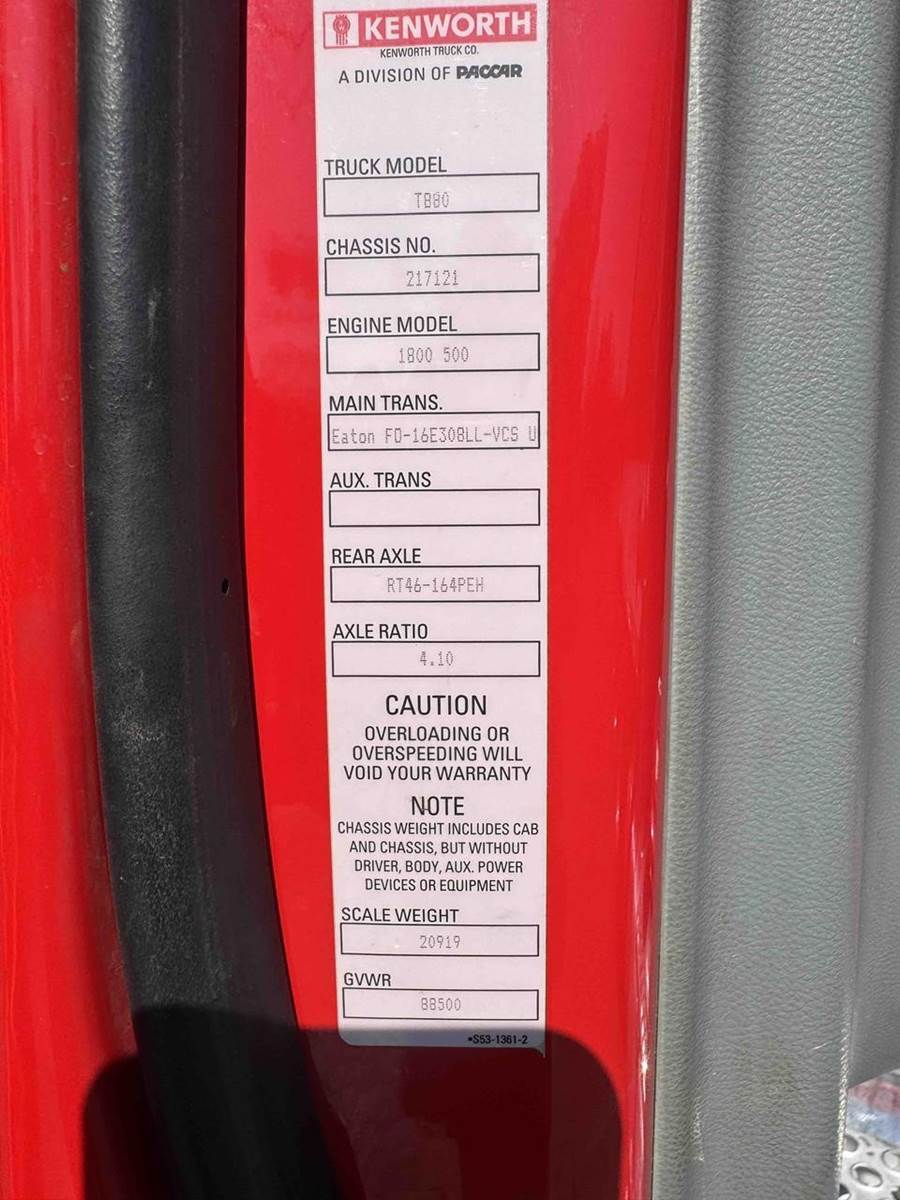 KENWORTH
KENWORTH TRUCK CO.
A DIVISION OF PACCAR
TRUCK MODEL
T880
CHASSIS NO.
217121
ENGINE MODEL
1800 500
MAIN TRANS.
Eaton FO-16E308LL-VCS U
AUX. TRANS
REAR AXLE
RT46-164PEH
AXLE RATIO
4.10
CAUTION
OVERLOADING OR
OVERSPEEDING WILL
VOID YOUR WARRANTY
NOTE
CHASSIS WEIGHT INCLUDES CAB
AND CHASSIS, BUT WITHOUT
DRIVER, BODY, AUX. POWER
DEVICES OR EQUIPMENT
SCALE WEIGHT
20919
GVWR
88500
•S53-1361-2